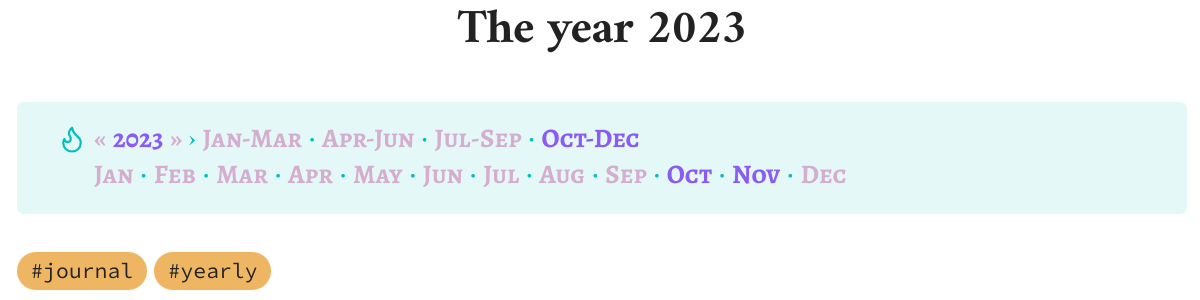 The year 2023
« 2023 » › Jan-Mar · Apr-Jun · Jul-Sep · Oct-Dec
Jan · Feb · Mar · Apr · May · Jun · Jul · Aug · Sep · Oct · Nov · Dec
#journal #yearly